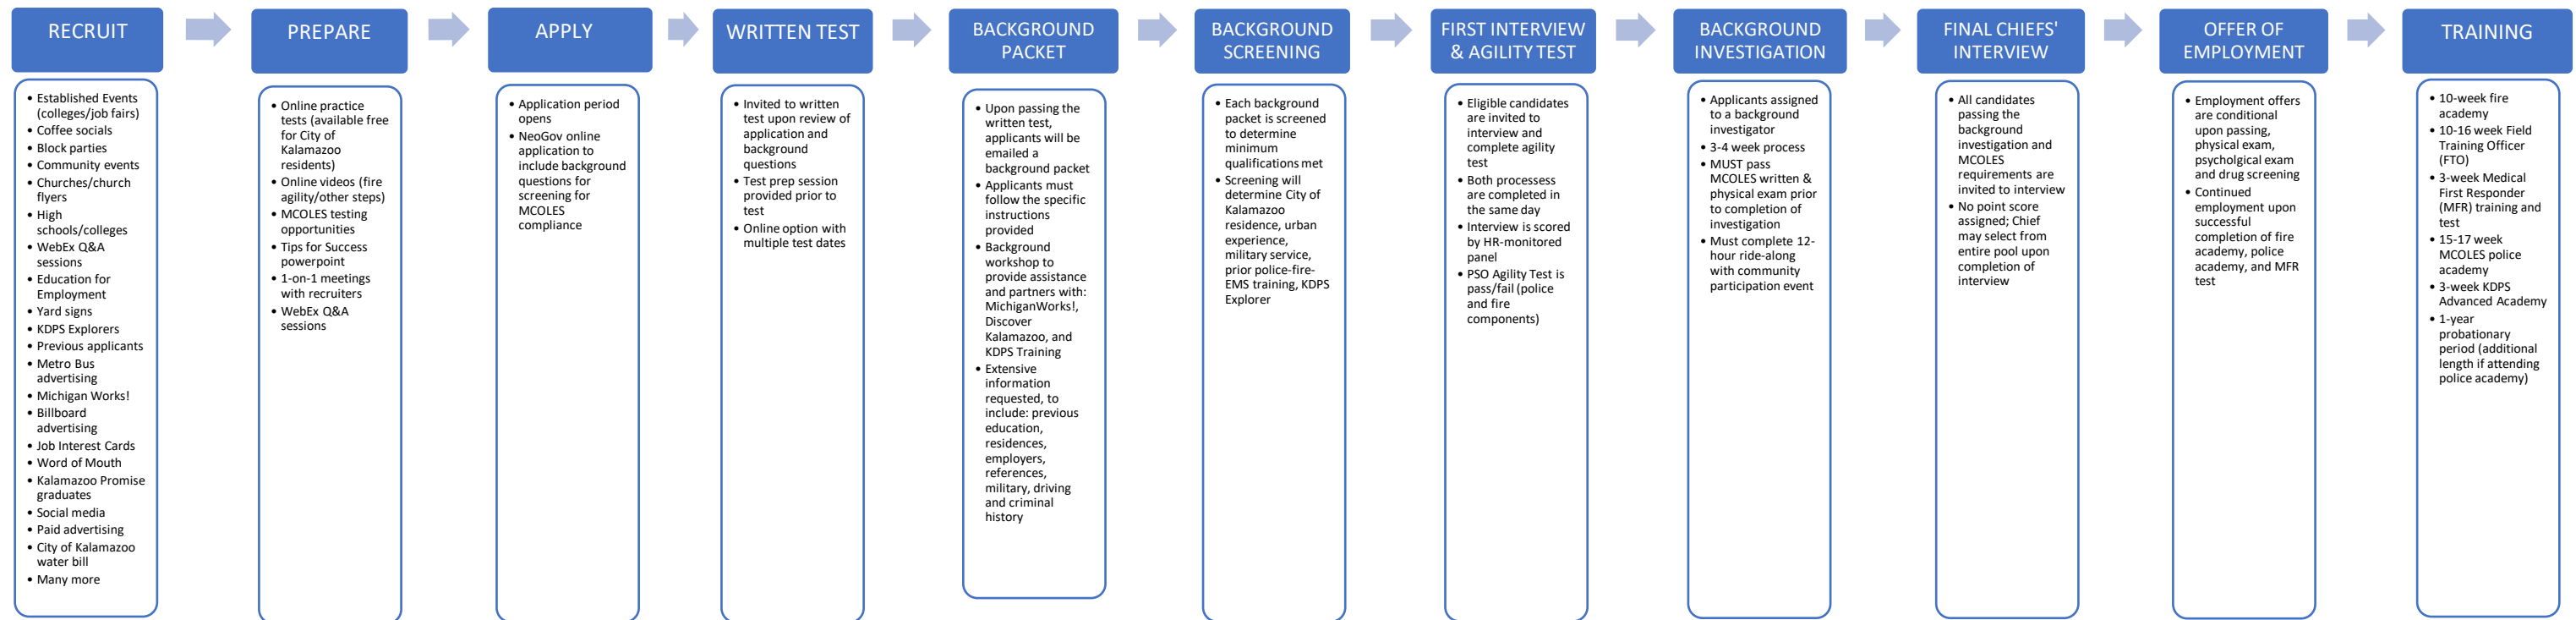 RECRUIT
• Established Events
(colleges/job fairs)
• Coffee socials
• Block parties
• Community events
• Churches/church
flyers
• High
schools/colleges
• WebEx Q&A
sessions
• Education for
Employment
• Yard signs
• KDPS Explorers
• Previous applicants
• Metro Bus
advertising
• Michigan Works!
• Billboard
advertising
• Job Interest Cards
• Word of Mouth
• Kalamazoo Promise
graduates
• Social media
• Paid advertising
• City of Kalamazoo
water bill
• Many more
PREPARE
• Online practice
tests (available free
for City of
Kalamazoo
residents)
• Online videos (fire
agility/other steps)
• MCOLES testing
opportunities
• Tips for Success
powerpoint
• 1-on-1 meetings
with recruiters
• WebEx Q&A
sessions
APPLY
• Application period
opens
• NeoGov online
application to
include background
questions for
screening for
MCOLES
compliance
WRITTEN TEST
• Invited to written
test upon review of
application and
background
questions
• Test prep session
provided prior to
test
• Online option with
multiple test dates
BACKGROUND
PACKET
• Upon passing the
written test,
applicants will be
emailed a
background packet
• Applicants must
follow the specific
instructions
provided
• Background
workshop to
provide assistance
and partners with:
MichiganWorks!,
Discover
Kalamazoo, and
KDPS Training
• Extensive
information
requested, to
include: previous
education,
residences,
employers,
references,
military, driving
and criminal
history
BACKGROUND
SCREENING
• Each background
packet is screened
to determine
minimum
qualifications met
• Screening will
determine City of
Kalamazoo
residence, urban
experience,
military service,
prior police-fire-
EMS training, KDPS
Explorer
FIRST INTERVIEW
& AGILITY TEST
• Eligible candidates
are invited to
interview and
complete agility
test
• Both processess
are completed in
the same day
• Interview is scored
by HR-monitored
panel
• PSO Agility Test is
pass/fail (police
and fire
components)
BACKGROUND
INVESTIGATION
• Applicants assigned
to a background
investigator
• 3-4 week process
• MUST pass
MCOLES written &
physical exam prior
to completion of
investigation
• Must complete 12-
hour ride-along
with community
participation event
FINAL CHIEFS'
INTERVIEW
• All candidates
passing the
background
investigation and
MCOLES
requirements are
invited to interview
• No point score
assigned; Chief
may select from
entire pool upon
completion of
interview
OFFER OF
EMPLOYMENT
• Employment offers
are conditional
upon passing,
physical exam,
psycholgical exam
and drug screening
• Continued
employment upon
successful
completion of fire
academy, police
academy, and MFR
test
TRAINING
• 10-week fire
academy
• 10-16 week Field
Training Officer
(FTO)
• 3-week Medical
First Responder
(MFR) training and
test
• 15-17 week
MCOLES police
academy
• 3-week KDPS
Advanced Academy
• 1-year
probationary
period (additional
length if attending
police academy)